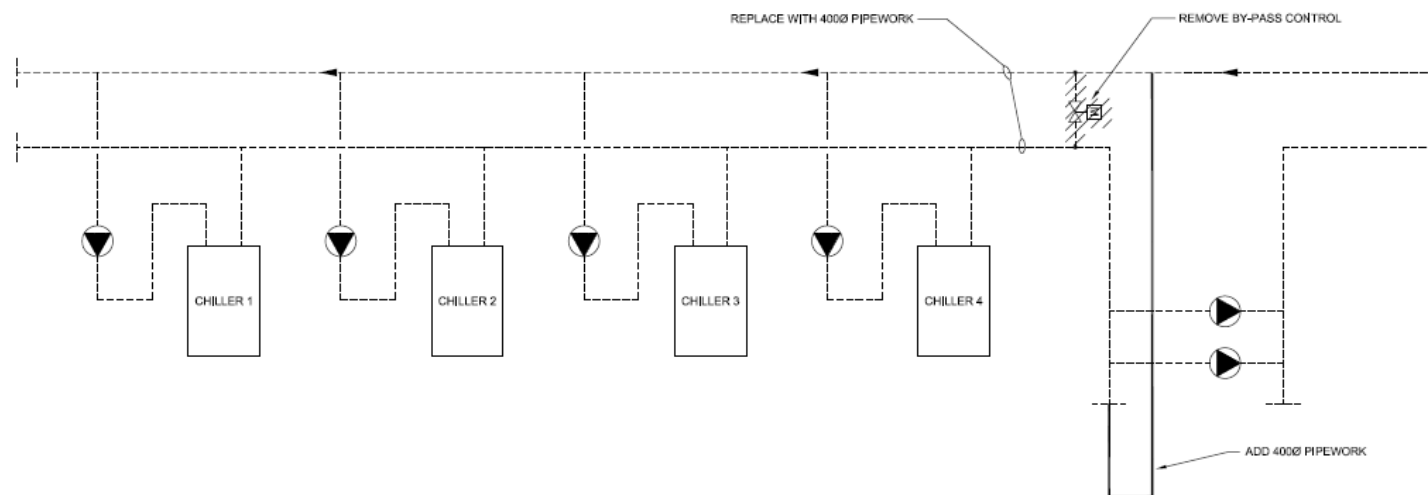 REPLACE WITH 400Ø PIPEWORK
REMOVE BY-PASS CONTROL
M
CHILLER 1
CHILLER 2
CHILLER 3
CHILLER 4
ADD 400Ø PIPEWORK